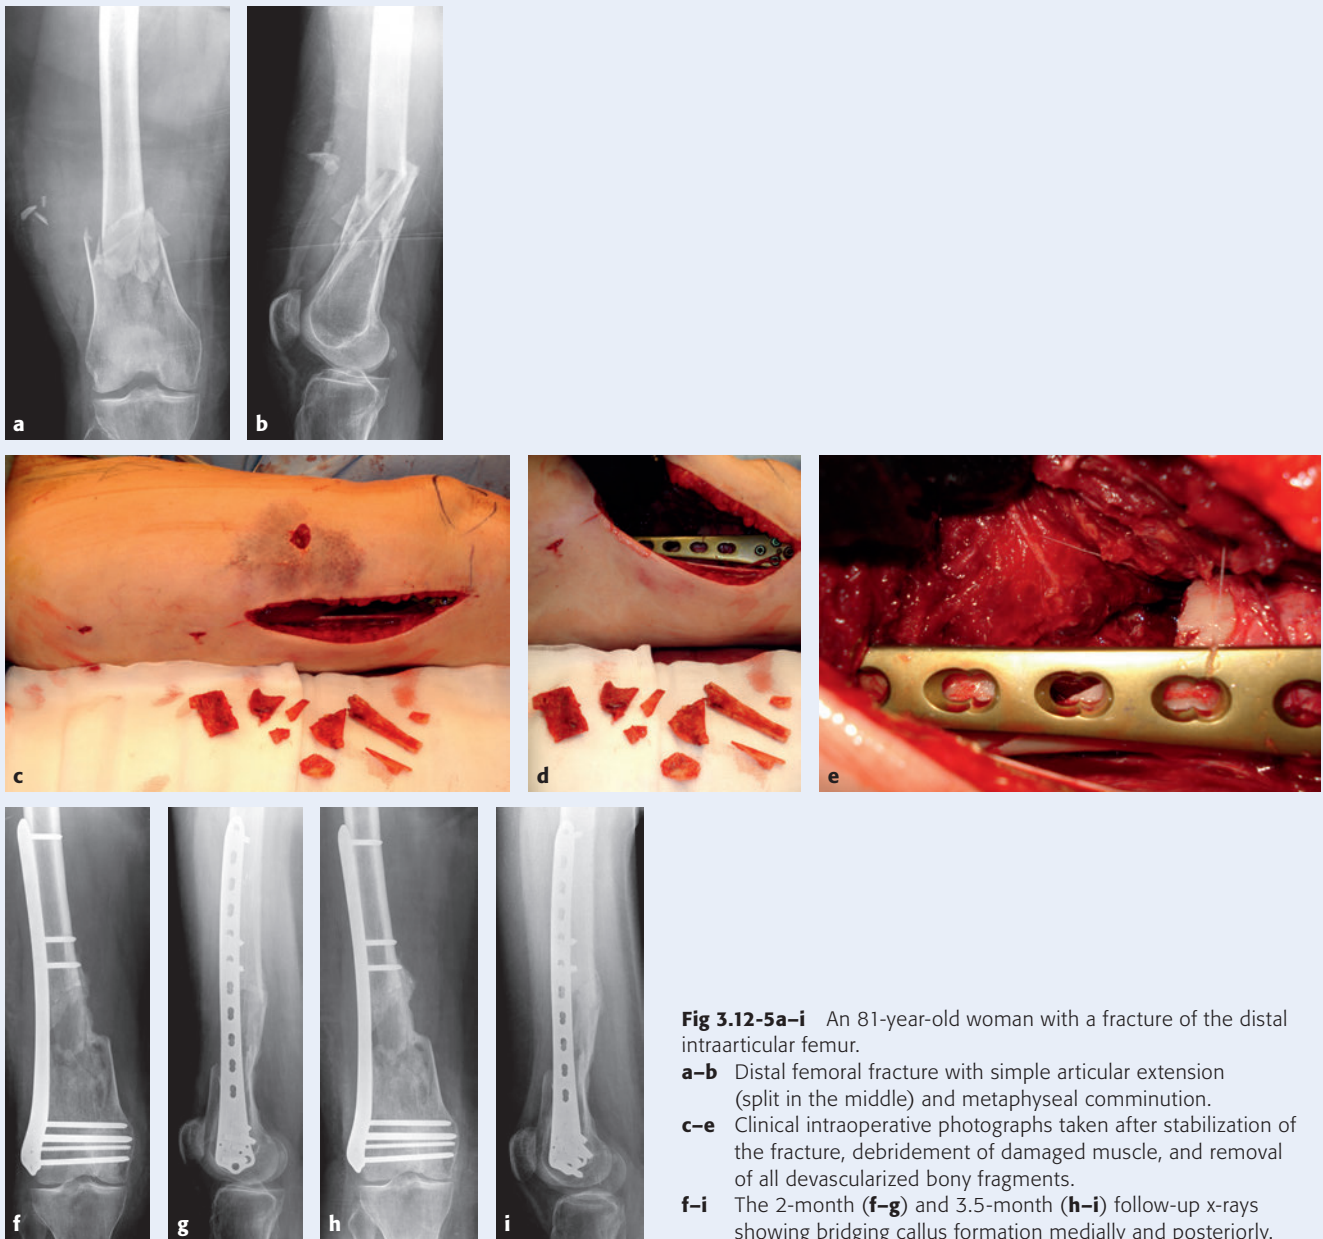 a
b
c
d
e
f
g
h
i
Fig 3.12-5a–i An 81-year-old woman with a fracture of the distal
intraarticular femur.
a–b Distal femoral fracture with simple articular extension
(split in the middle) and metaphyseal comminution.
c–e Clinical intraoperative photographs taken after stabilization of
the fracture, debridement of damaged muscle, and removal
of all devascularized bony fragments.
f–i The 2-month (f–g) and 3.5-month (h–i) follow-up x-rays
showing bridging callus formation medially and posteriorly.